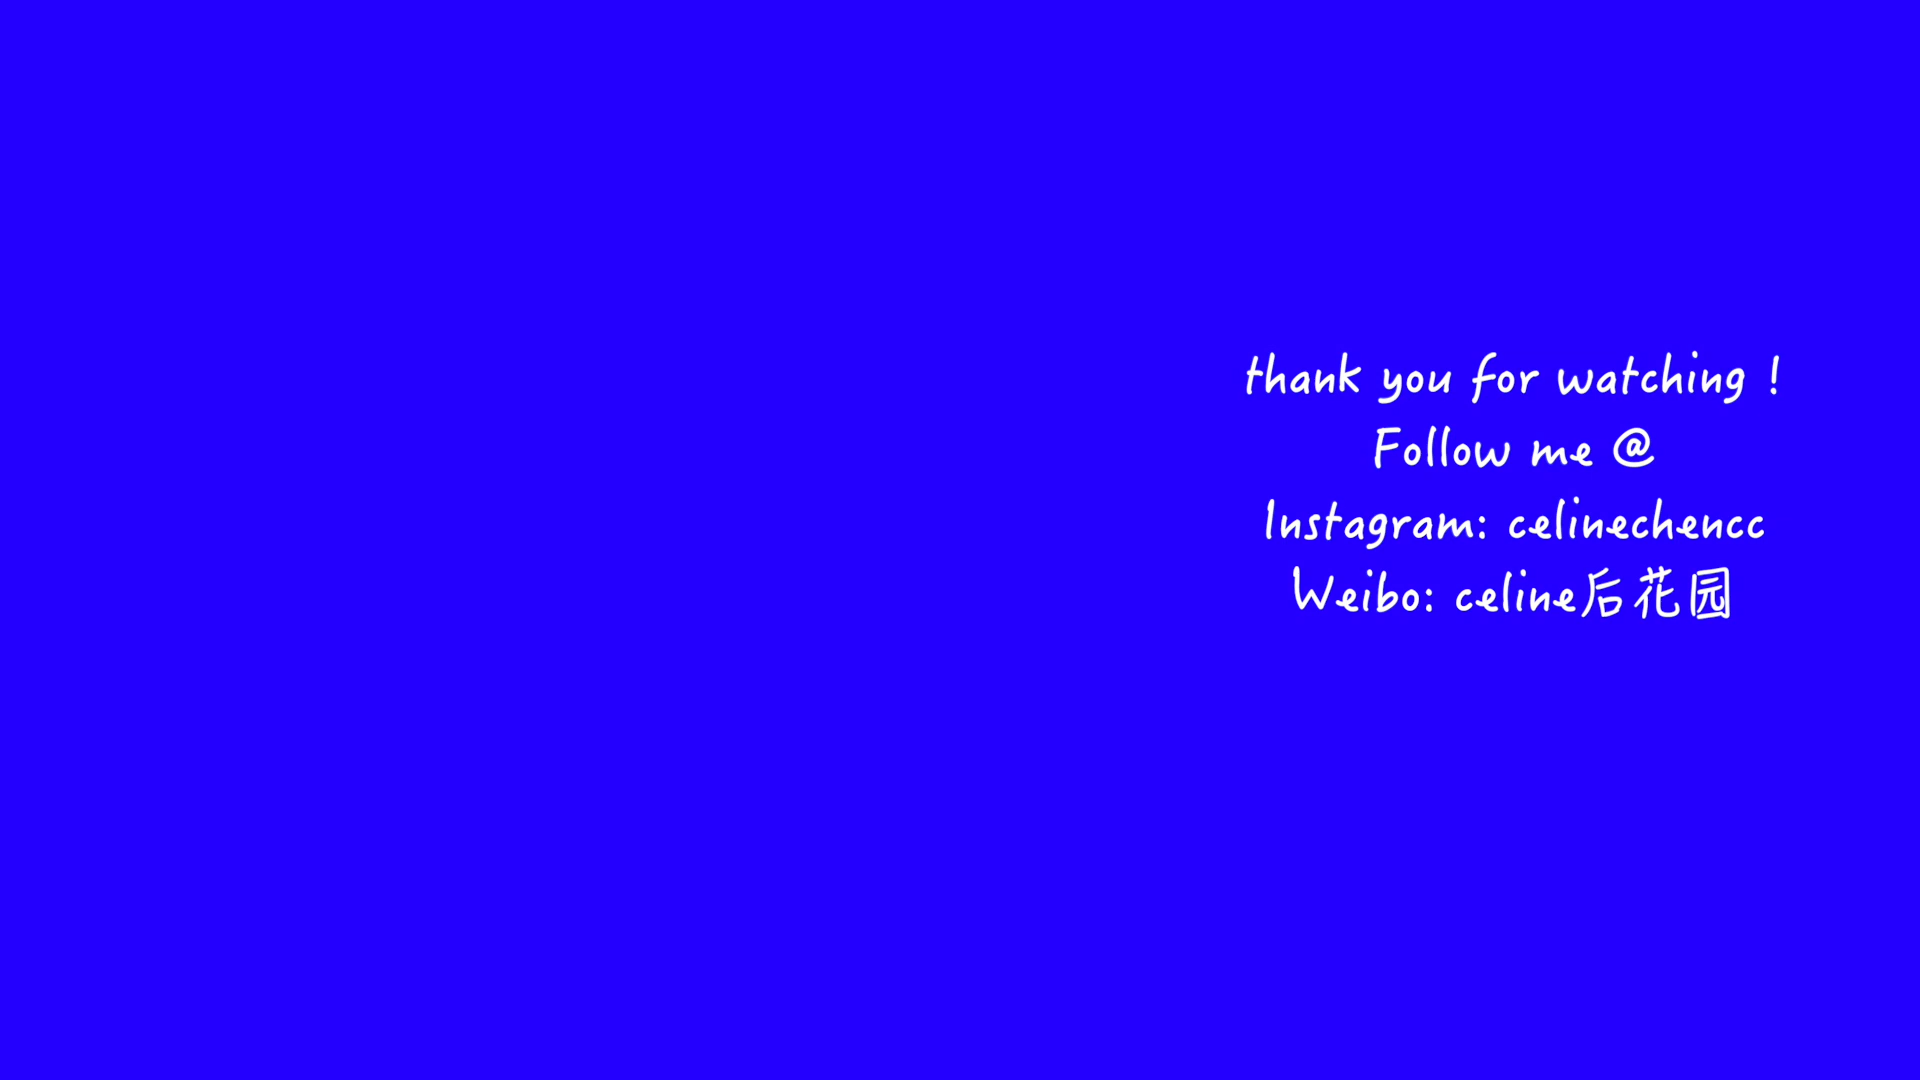 thank you for watching !
Follow me @
Instagram: celinechencc
Weibo: celine后花园